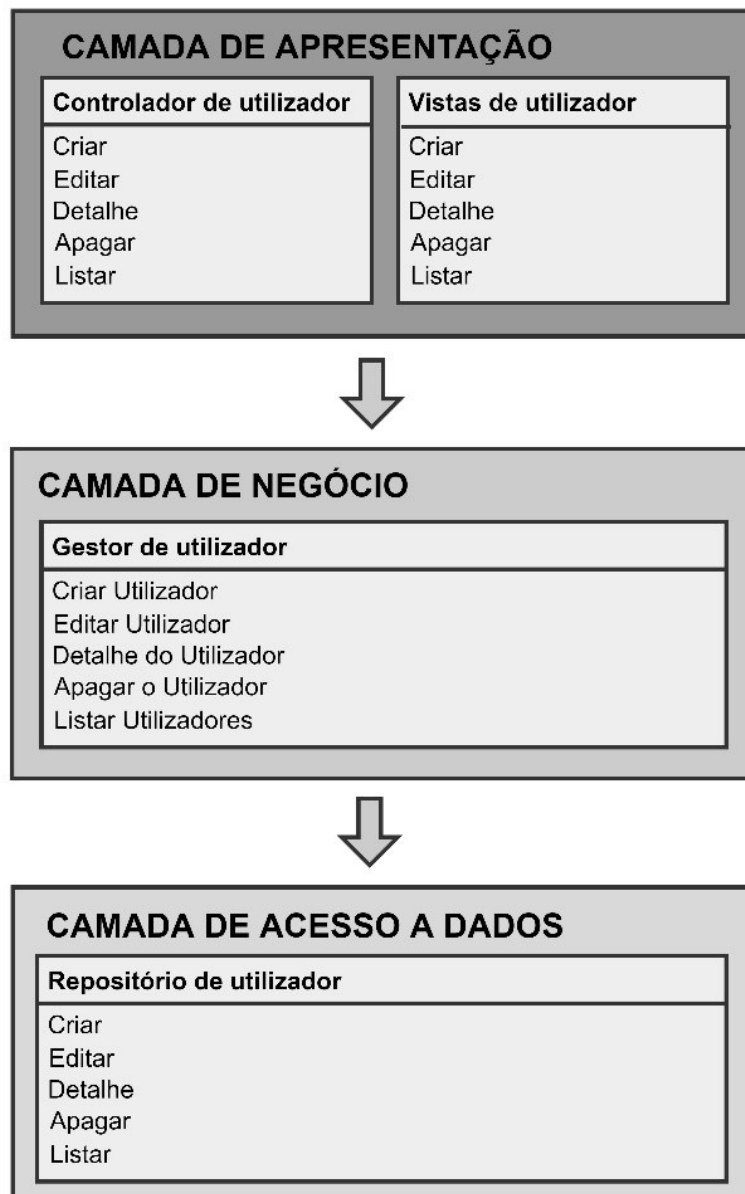 CAMADA DE APRESENTAÇÃO
Controlador de utilizador
Criar
Editar
Detalhe
Apagar
Listar
Vistas de utilizador
Criar
Editar
Detalhe
Apagar
Listar
CAMADA DE NEGÓCIO
Gestor de utilizador
Criar Utilizador
Editar Utilizador
Detalhe do Utilizador
Apagar o Utilizador
Listar Utilizadores
CAMADA DE ACESSO A DADOS
Repositório de utilizador
Criar
Editar
Detalhe
Apagar
Listar